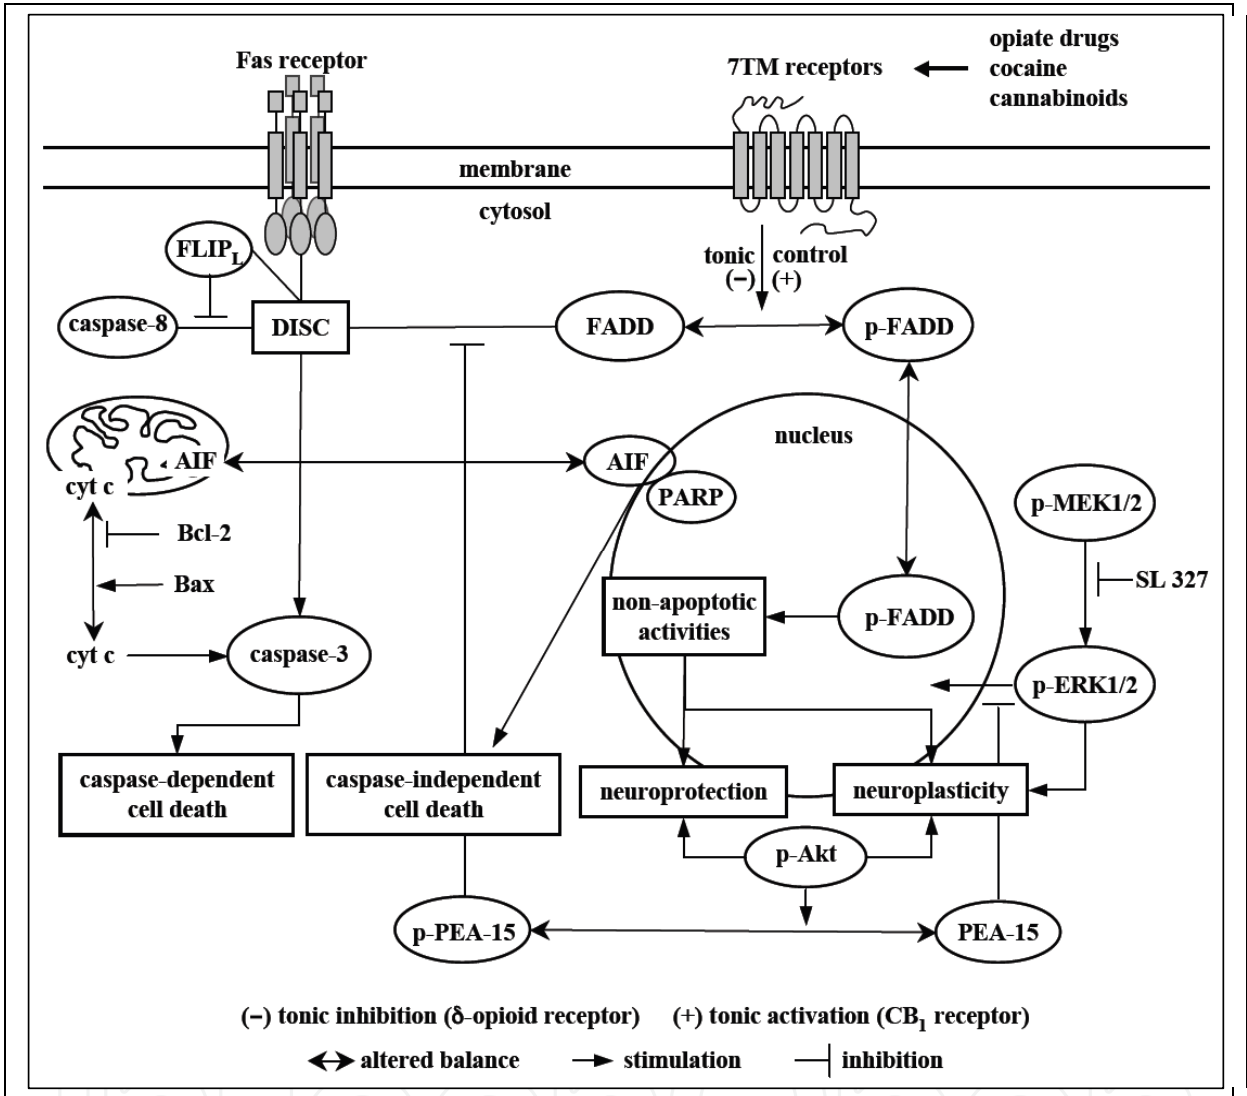 Fas receptor
7TM receptors
opiate drugs
cocaine
cannabinoids
membrane
cytosol
FLIPL
tonic control
(−) (+)
caspase-8
DISC
FADD
p-FADD
nucleus
AIF
AIF
cyt c
PARP
p-MEK1/2
Bcl-2
Bax
SL 327
non-apoptotic
activities
p-FADD
cyt c
caspase-3
p-ERK1/2
caspase-dependent
cell death
caspase-independent
cell death
neuroprotection
neuroplasticity
p-Akt
p-PEA-15
PEA-15
(−) tonic inhibition (δ-opioid receptor) (+) tonic activation (CB1 receptor)
altered balance stimulation inhibition